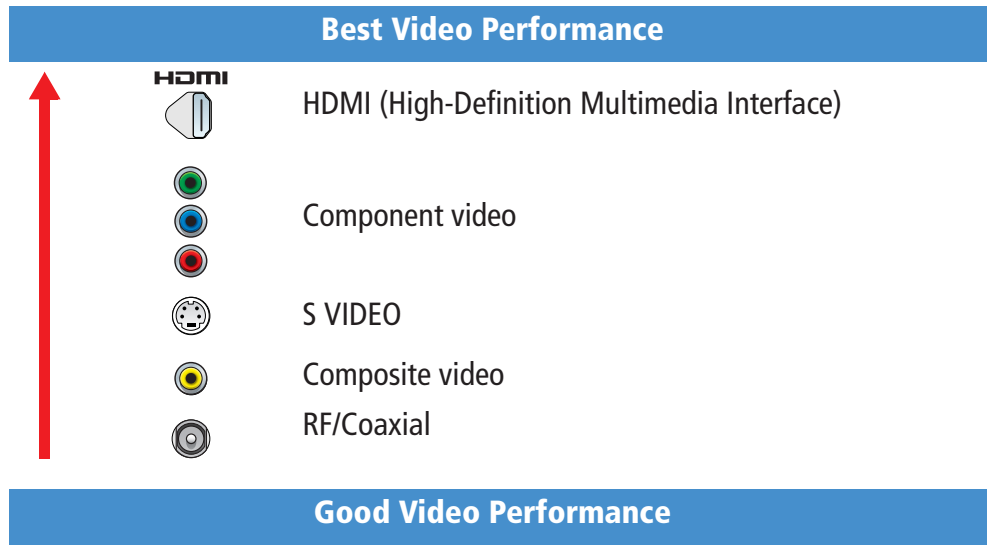 Best Video Performance
HDMI
HDMI (High-Definition Multimedia Interface)
Component video
S VIDEO
Composite video
RF/Coaxial
Good Video Performance